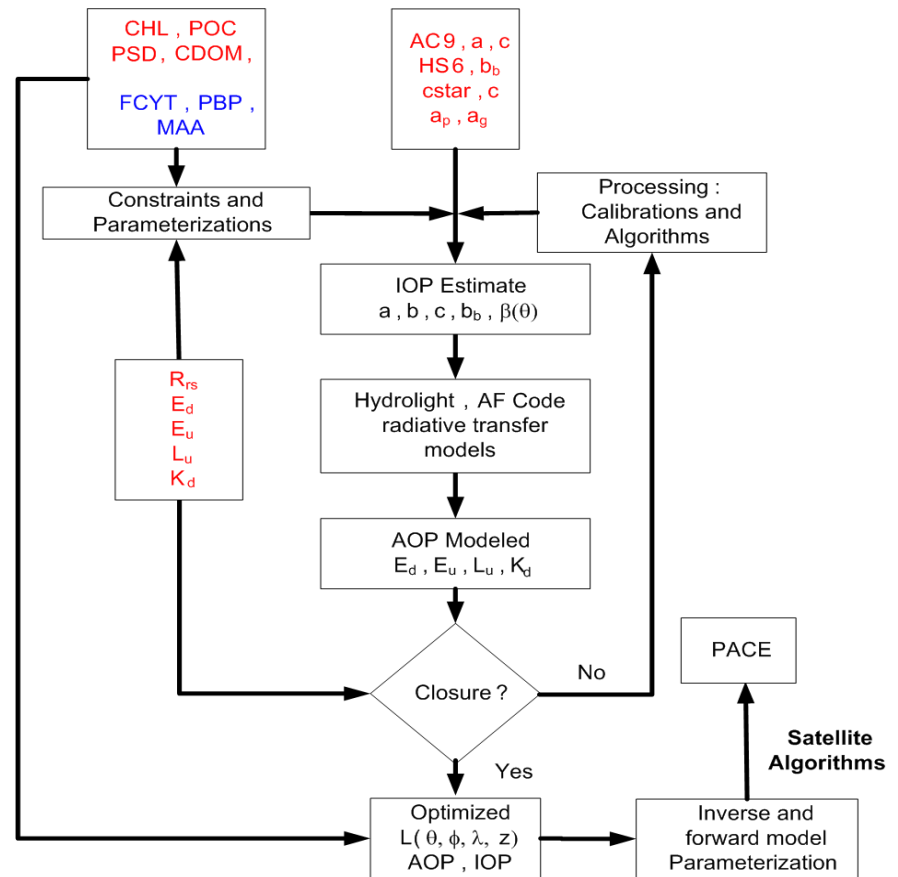 CHL , POC
PSD, CDOM ,
FCYT , PBP ,
MAA
AC9 , a , c
HS6 , bb
cstar , c
ap , ag
Constraints and
Parameterizations
Processing :
Calibrations and
Algorithms
IOP Estimate
a , b , c , bb , β(θ)
Rrs
Ed
Eu
Lu
Kd
Hydrolight , AF Code
radiative transfer
models
AOP Modeled
Ed , Eu , Lu , Kd
Closure ?
No
Yes
PACE
Satellite
Algorithms
Optimized
L( θ, ϕ, λ, z)
AOP , IOP
Inverse and
forward model
Parameterization